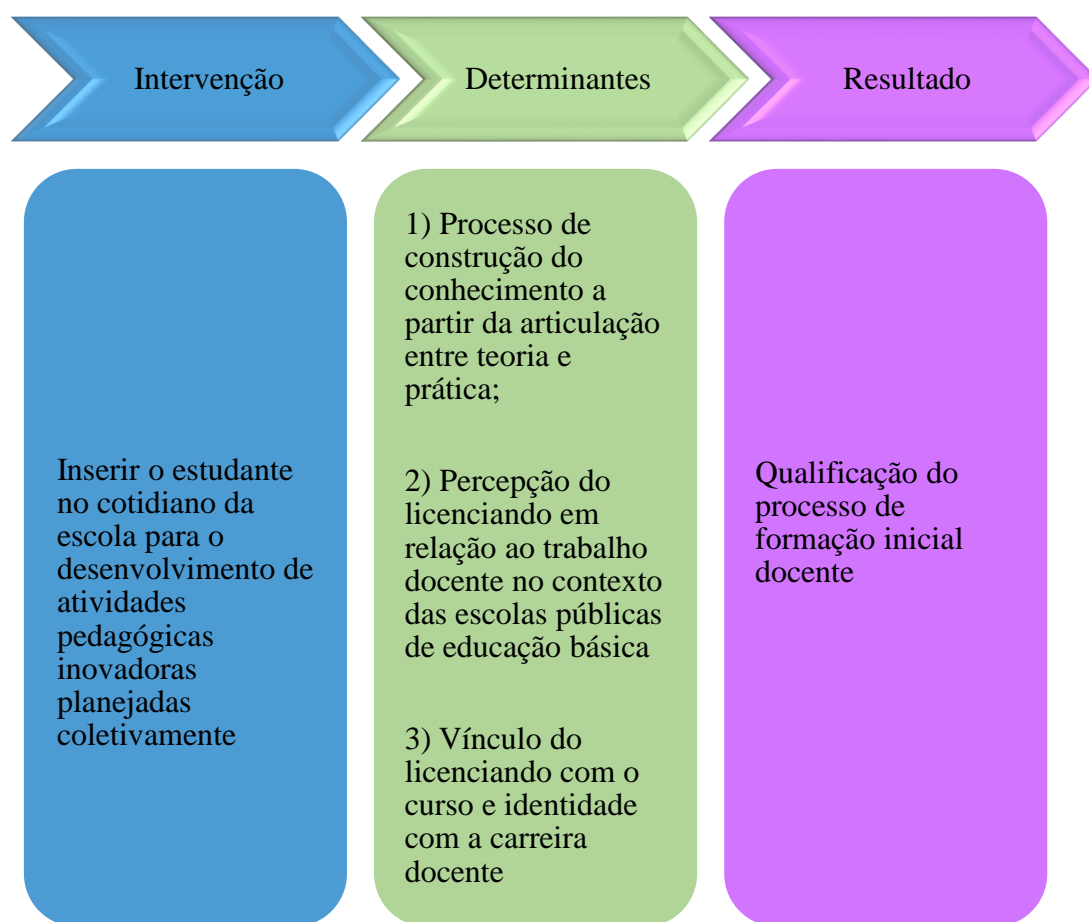 Intervenção
Determinantes
Resultado
Inserir o estudante
no cotidiano da
escola para o
desenvolvimento de
atividades
pedagógicas
inovadoras
planejadas
coletivamente
1) Processo de
construção do
conhecimento a
partir da articulação
entre teoria e
prática;
2) Percepção do
licenciando em
relação ao trabalho
docente no contexto
das escolas públicas
de educação básica
3) Vínculo do
licenciando com o
curso e identidade
com a carreira
docente
Qualificação do
processo de
formação inicial
docente